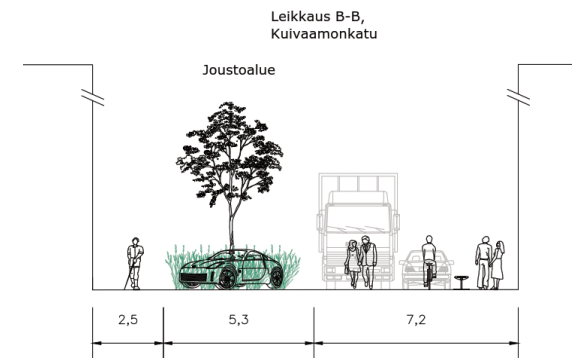 Leikkaus B-B,
Kuivaamonkatu
Joustoalue
2,5
5,3
7,2